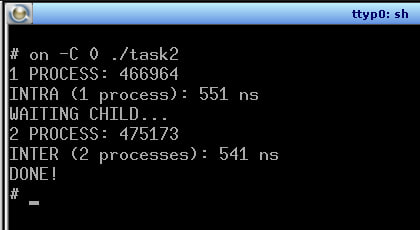 ttyp0: sh
# on -C 0 ./task2
1 PROCESS: 466964
INTRA (1 process): 551 ns
WAITING CHILD...
2 PROCESS: 475173
INTER (2 processes): 541 ns
DONE!
# _